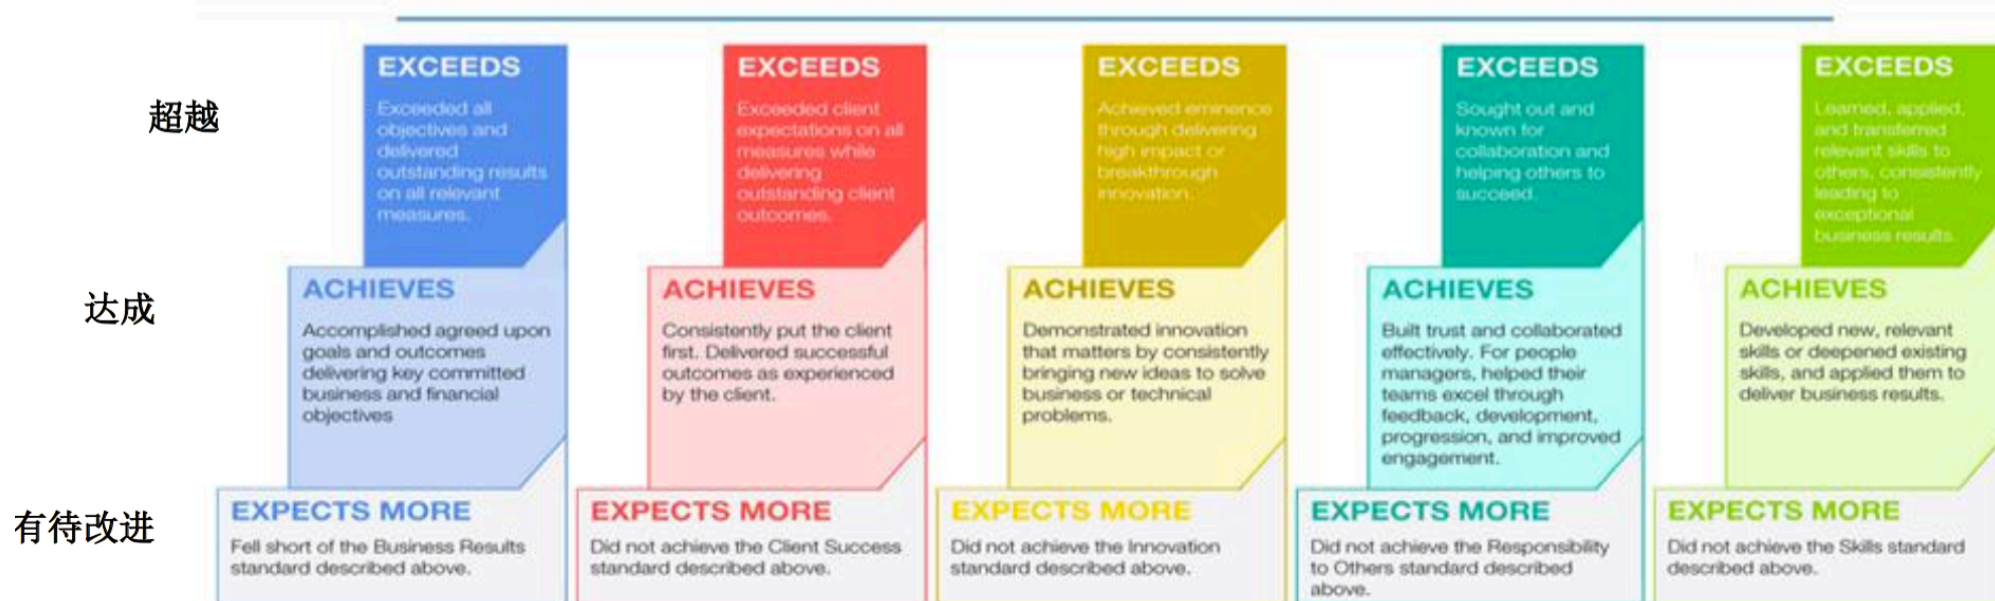 超越
达成
有待改进
EXCEEDS
Exceeded all
objectives and
delivered
outstanding results
on all relevant
measures.
ACHIEVES
Accomplished agreed upon
goals and outcomes
delivering key committed
business and financial
objectives
EXPECTS MORE
Fell short of the Business Results
standard described above.
EXCEEDS
Exceeded client
expectations on all
measures while
delivering
outstanding client
outcomes.
ACHIEVES
Consistently put the client
first. Delivered successful
outcomes as experienced
by the client.
EXPECTS MORE
Did not achieve the Client Success
standard described above.
EXCEEDS
Achieved eminence
through delivering
high impact or
breakthrough
innovation.
ACHIEVES
Demonstrated innovation
that matters by consistently
bringing new ideas to solve
business or technical
problems.
EXPECTS MORE
Did not achieve the Innovation
standard described above.
EXCEEDS
Sought out and
known for
collaboration and
helping others to
succeed.
ACHIEVES
Built trust and collaborated
effectively. For people
managers, helped their
teams excel through
feedback, development,
progression, and improved
engagement.
EXPECTS MORE
Did not achieve the Responsibility
to Others standard described
above.
EXCEEDS
Learned, applied,
and transferred
relevant skills to
others, consistently
leading to
exceptional
business results.
ACHIEVES
Developed new, relevant
skills or deepened existing
skills, and applied them to
deliver business results.
EXPECTS MORE
Did not achieve the Skills standard
described above.